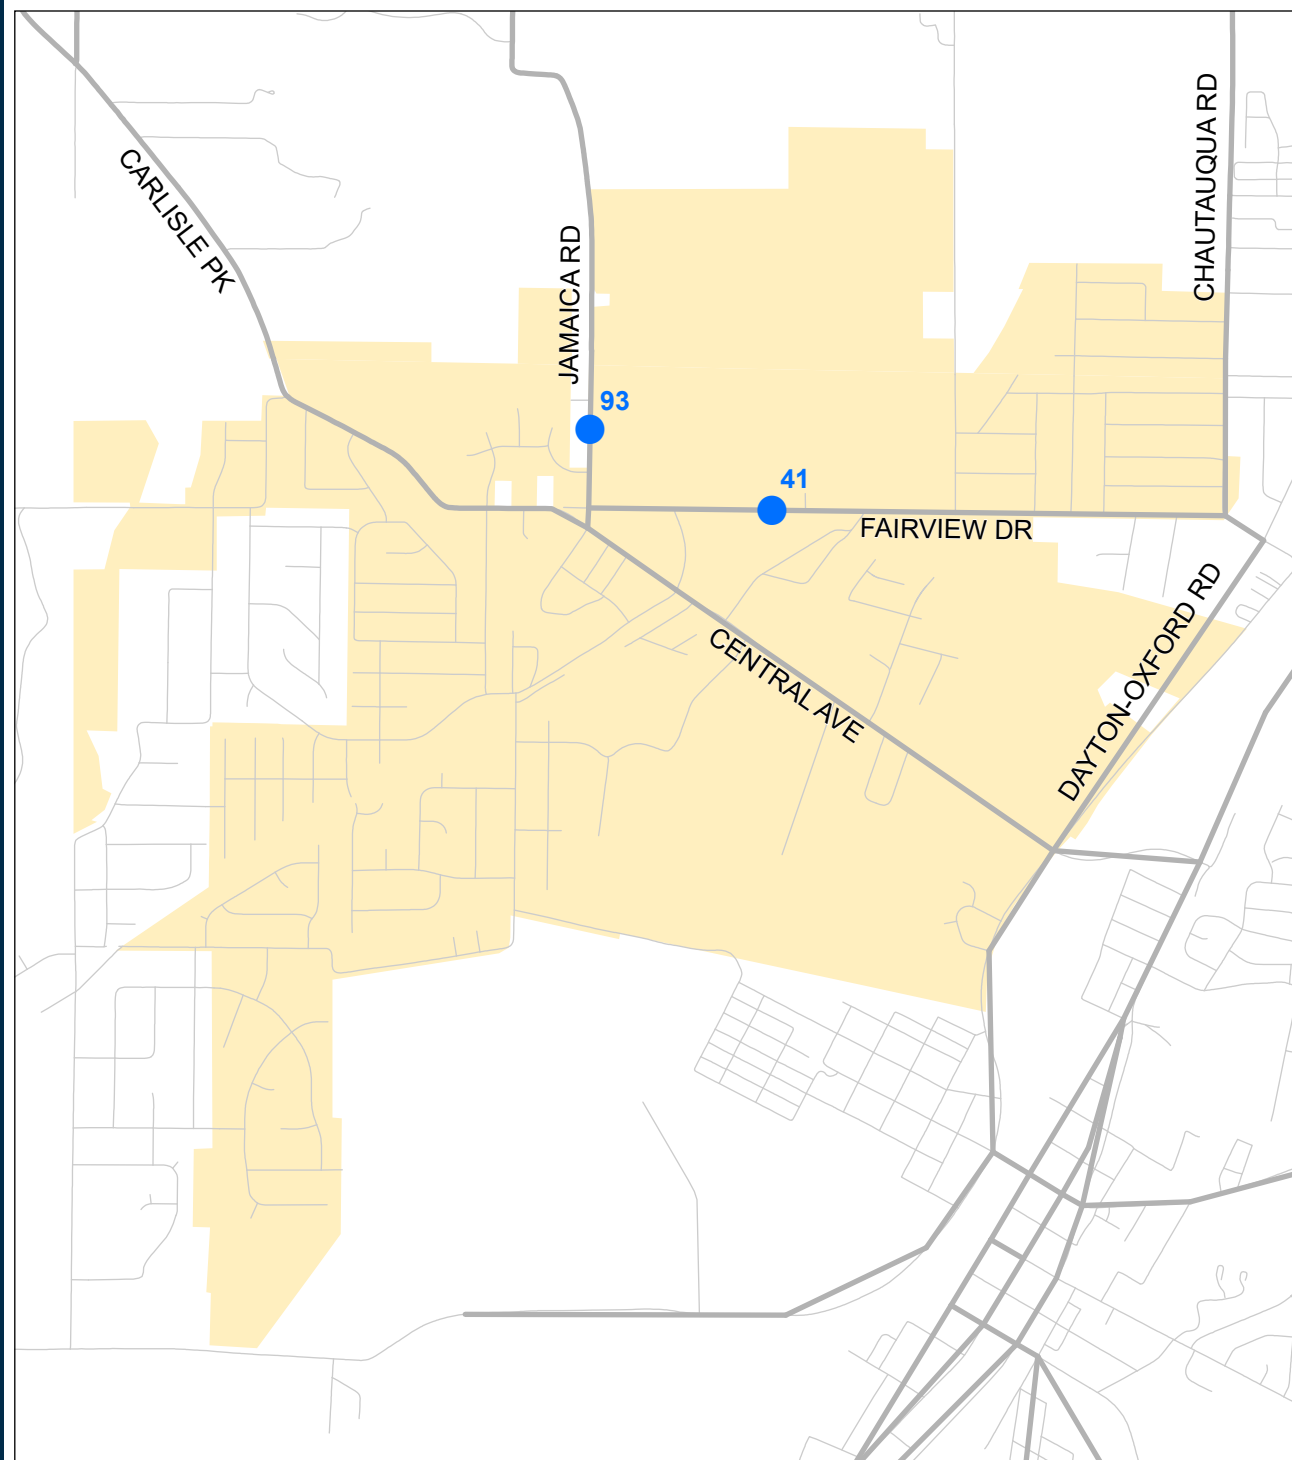 CHAUTAUQUA RD
CARLISLE PK
JAMAICA RD
93
41
FAIRVIEW DR
DAYTON-OXFORD RD
CENTRAL AVE